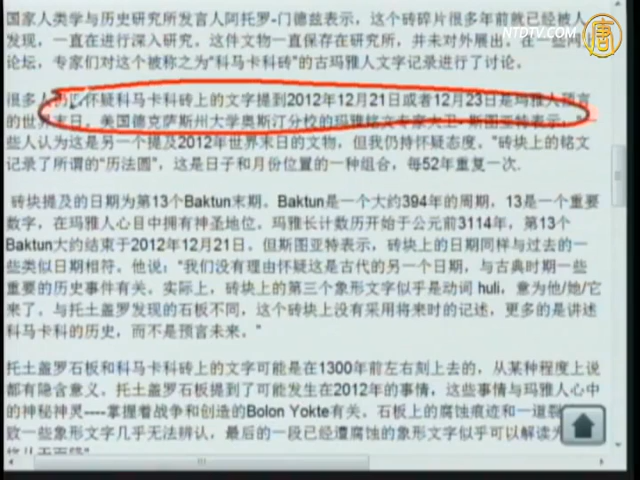 国家人类学与历史研究所发言人阿托罗-门德兹表示，这个砖碎片很多年前就已经被人
发现，一直在进行深入研究。这件文物一直保存在研究所，并未对外展出。在一些网
论坛，专家们对这个被称之为“科马卡科砖”的古玛雅人文字记录进行了讨论。
唐
NTDTV.COM
很多人仍怀疑科马卡科砖上的文字提到2012年12月21日或者12月23日是玛雅人预言
的世界末日。美国德克萨斯州大学奥斯汀分校的玛雅铭文专家大卫-斯图亚特表示：“
些人认为这是另一个提及2012年世界末日的文物，但我仍持怀疑态度。”砖块上的铭文
记录了所谓的“历法圆”，这是日子和月份位置的一种组合，每52年重复一次.
砖块提及的日期为第13个Baktun末期。Baktun是一个大约394年的周期，13是一个重要
数字，在玛雅人心目中拥有神圣地位。玛雅长计数历开始于公元前3114年，第13个
Baktun大约结束于2012年12月21日。但斯图亚特表示，砖块上的日期同样与过去的一
些类似日期相符。他说：“我们没有理由怀疑这是古代的另一个日期，与古典时期一些
重要的历史事件有关。实际上，砖块上的第三个象形文字似乎是动词 huli，意为他/她/它
来了。与托土盖罗发现的石板不同，这个砖块上没有采用将来时的记述，更多的是讲述
科马卡科的历史，而不是预言未来。”
托土盖罗石板和科马卡科砖上的文字可能是在1300年前左右刻上去的，从某种程度上说
都有隐含意义。托土盖罗石板提到了可能发生在2012年的事情，这些事情与玛雅人心中
的神秘神灵----掌握着战争和创造的Bolon Yokte有关。石板上的腐蚀痕迹和一道裂
致一些象形文字几乎无法辨认，最后的一段已经遭腐蚀的象形文字似乎可以解读为